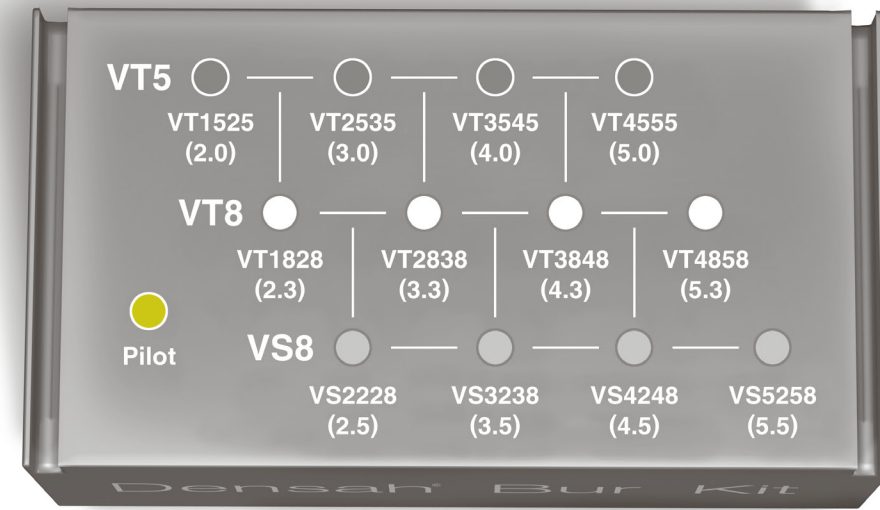 VT5
VT1525 VT2535 VT3545 VT4555
(2.0) (3.0) (4.0) (5.0)
VT8
VT1828 VT2838 VT3848 VT4858
(2.3) (3.3) (4.3) (5.3)
Pilot
VS8
VS2228 VS3238 VS4248 VS5258
(2.5) (3.5) (4.5) (5.5)
Densah® Bur Kit